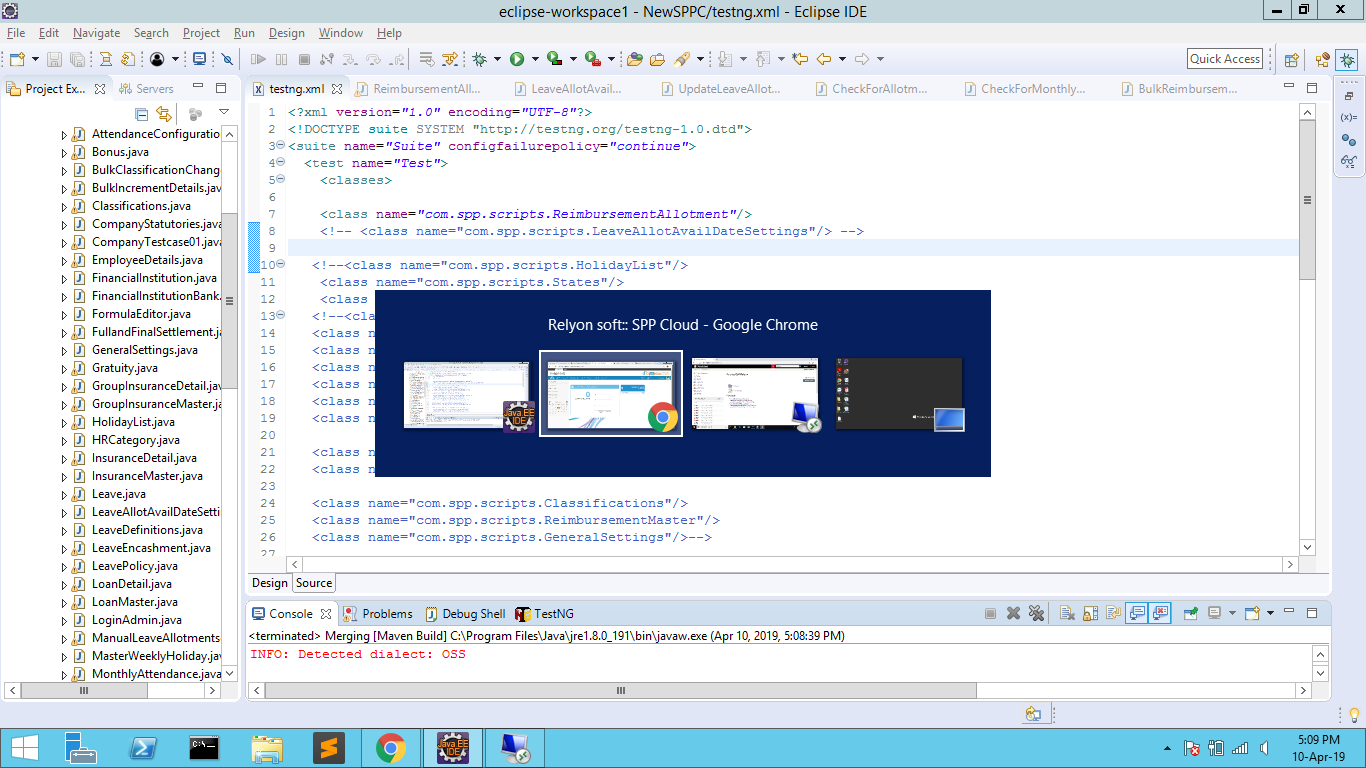 eclipse-workspace1 - NewSPPC/testng.xml - Eclipse IDE
File Edit Navigate Search Project Run Design Window Help
Quick Access
Project Ex... Servers
testng.xml ReimbursementAll... LeaveAllotAvail... UpdateLeaveAllot... CheckForAllotm... CheckForMonthly... BulkReimbursem...
AttendanceConfiguratio
Bonus.java
BulkClassificationChang
BulkIncrementDetails.jav
Classifications.java
CompanyStatutories.java
CompanyTestcase01.java
EmployeeDetails.java
FinancialInstitution.java
FinancialInstitutionBank.
FormulaEditor.java
FullandFinalSettlement.java
GeneralSettings.java
Gratuity.java
GroupInsuranceDetail.jav
GroupInsuranceMaster.ja
HolidayList.java
HRCategory.java
InsuranceDetail.java
InsuranceMaster.java
Leave.java
LeaveAllotAvailDateSetti
LeaveDefinitions.java
LeaveEncashment.java
LeavePolicy.java
LoanDetail.java
LoanMaster.java
LoginAdmin.java
ManualLeaveAllotments
MasterWeeklyHoliday.jav
MonthlyAttendance.java
1 <?xml version="1.0" encoding="UTF-8"?>
2 <!DOCTYPE suite SYSTEM "http://testng.org/testng-1.0.dtd">
3 <suite name="Suite" configfailurepolicy="continue">
4 <test name="Test">
5 <classes>
6
7 <class name="com.spp.scripts.ReimbursementAllotment"/>
8 <!-- <class name="com.spp.scripts.LeaveAllotAvailDateSettings"/> -->
9
10 <!--<class name="com.spp.scripts.HolidayList"/>
11 <class name="com.spp.scripts.States"/>
12 <class
13 <!--<cla
14 <class n
15 <class n
16 <class n
17 <class n
18 <class n
19 <class n
20
21 <class n
22 <class n
23
24 <class name="com.spp.scripts.Classifications"/>
25 <class name="com.spp.scripts.ReimbursementMaster"/>
26 <class name="com.spp.scripts.GeneralSettings"/>-->
27
Relyon soft:: SPP Cloud - Google Chrome
Java EE
IDE
Design Source
Console Problems Debug Shell TestNG
<terminated> Merging [Maven Build] C:\Program Files\Java\jre1.8.0_191\bin\javaw.exe (Apr 10, 2019, 5:08:39 PM)
INFO: Detected dialect: OSS
Java EE
IDE
5:09 PM
10-Apr-19